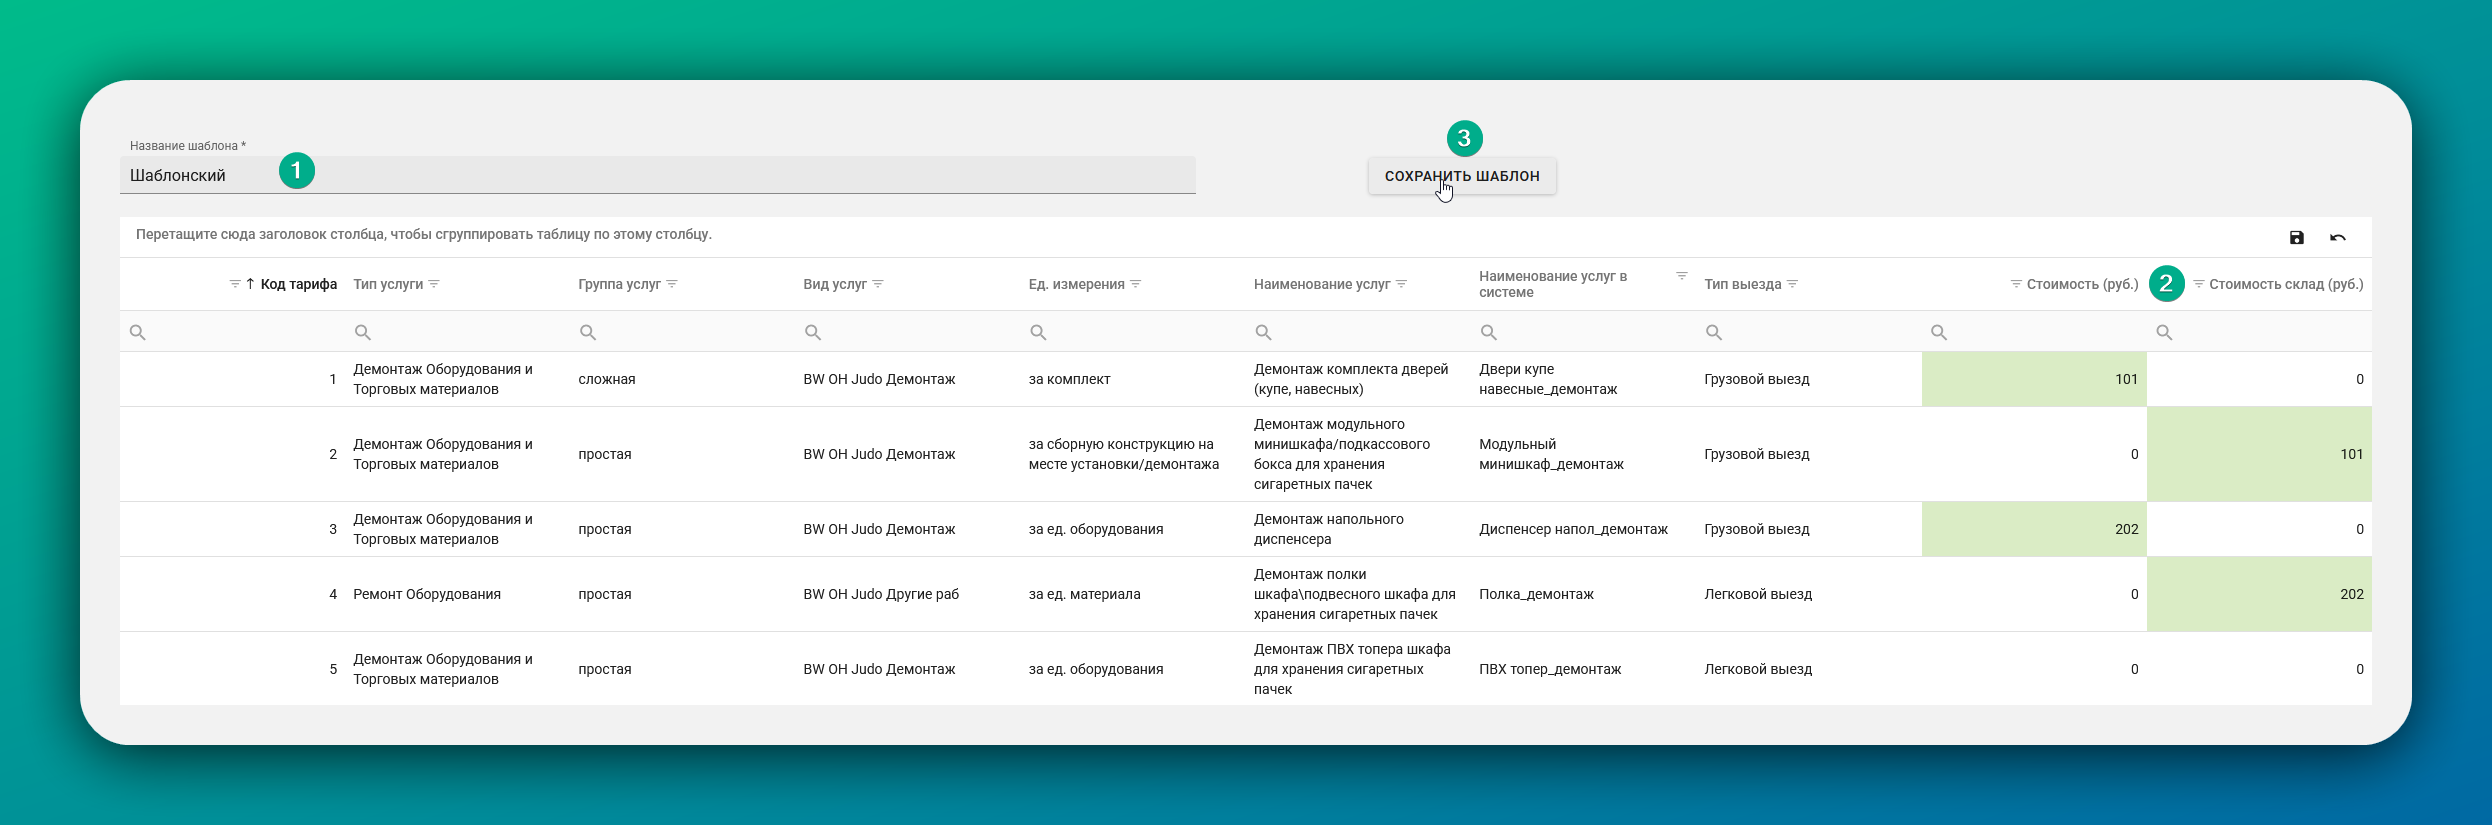 3
Название шаблона *
Шаблонский
1
СОХРАНИТЬ ШАБЛОН
Перетащите сюда заголовок столбца, чтобы сгруппировать таблицу по этому столбцу.
Код тарифа
Тип услуги
Группа услуг
Вид услуг
Ед. измерения
Наименование услуг
Наименование услуг в
системе
Тип выезда
Стоимость (руб.)
2
Стоимость склад (руб.)
1
Демонтаж Оборудования и
Торговых материалов
сложная
BW OH Judo Демонтаж
за комплект
Демонтаж комплекта дверей
(купе, навесных)
Двери купе
навесные_демонтаж
Грузовой выезд
101
0
2
Демонтаж Оборудования и
Торговых материалов
простая
BW OH Judo Демонтаж
за сборную конструкцию на
месте установки/демонтажа
Демонтаж модульного
минишкафа/подкассового
бокса для хранения
сигаретных пачек
Модульный
минишкаф_демонтаж
Грузовой выезд
0
101
3
Демонтаж Оборудования и
Торговых материалов
простая
BW OH Judo Демонтаж
за ед. оборудования
Демонтаж напольного
диспенсера
Диспенсер напол_демонтаж
Грузовой выезд
202
0
4
Ремонт Оборудования
простая
BW OH Judo Другие раб
за ед. материала
Демонтаж полки
шкафа\подвесного шкафа для
хранения сигаретных пачек
Полка_демонтаж
Легковой выезд
0
202
5
Демонтаж Оборудования и
Торговых материалов
простая
BW OH Judo Демонтаж
за ед. оборудования
Демонтаж ПВХ топера шкафа
для хранения сигаретных
пачек
ПВХ топер_демонтаж
Легковой выезд
0
0